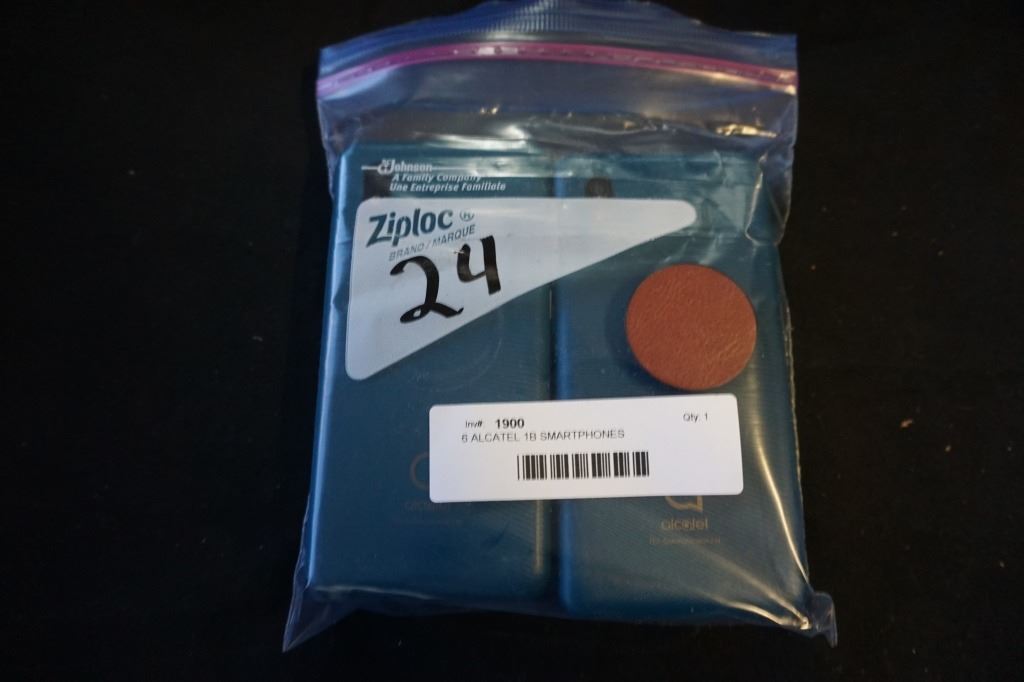 SC Johnson
A Family Company
Une Entreprise Familiale
Ziploc ®
BRAND / MARQUE
24
Inv#: 1900 Qty: 1
6 ALCATEL 1B SMARTPHONES
alcatel
alcatel